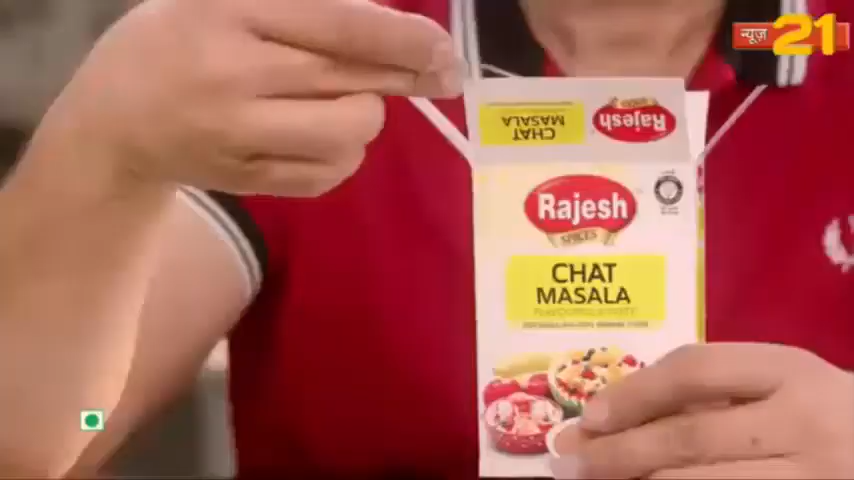 न्यूज़ 21
CHAT
MASALA
Rajesh
Rajesh
SPICES
CHAT
MASALA